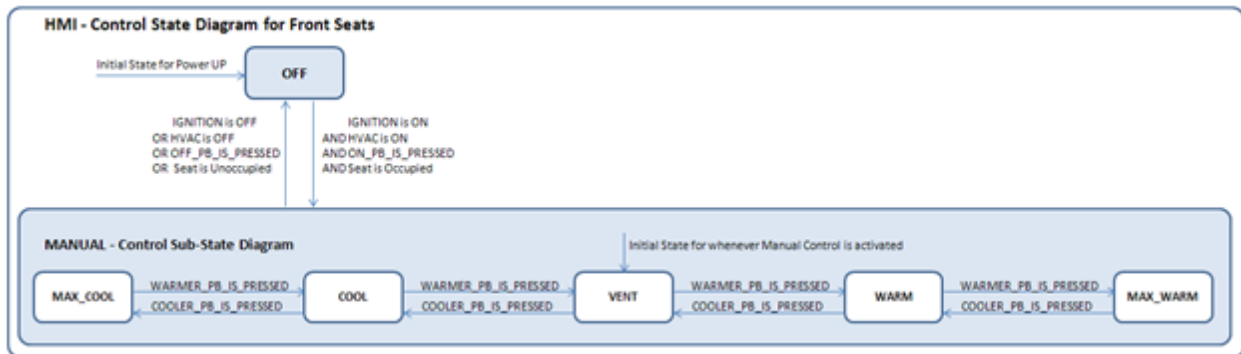 HMI - Control State Diagram for Front Seats
Initial State for Power UP
OFF
IGNITION is OFF
OR HVAC is OFF
OR OFF_PB_IS_PRESSED
OR Seat is Unoccupied
IGNITION is ON
AND HVAC is ON
AND ON_PB_IS_PRESSED
AND Seat is Occupied
MANUAL - Control Sub-State Diagram
Initial State for whenever Manual Control is activated
MAX_COOL
WARMER_PB_IS_PRESSED
COOLER_PB_IS_PRESSED
COOL
WARMER_PB_IS_PRESSED
COOLER_PB_IS_PRESSED
VENT
WARMER_PB_IS_PRESSED
COOLER_PB_IS_PRESSED
WARM
WARMER_PB_IS_PRESSED
COOLER_PB_IS_PRESSED
MAX_WARM